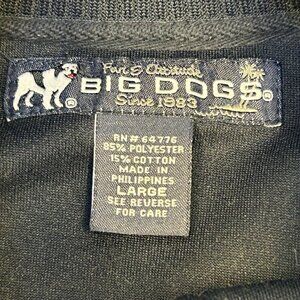 Fun & Attitude
BIG DOGS®
Since 1983
®
RN# 64776
85% POLYESTER
15% COTTON
MADE IN
PHILIPPINES
LARGE
SEE REVERSE
FOR CARE